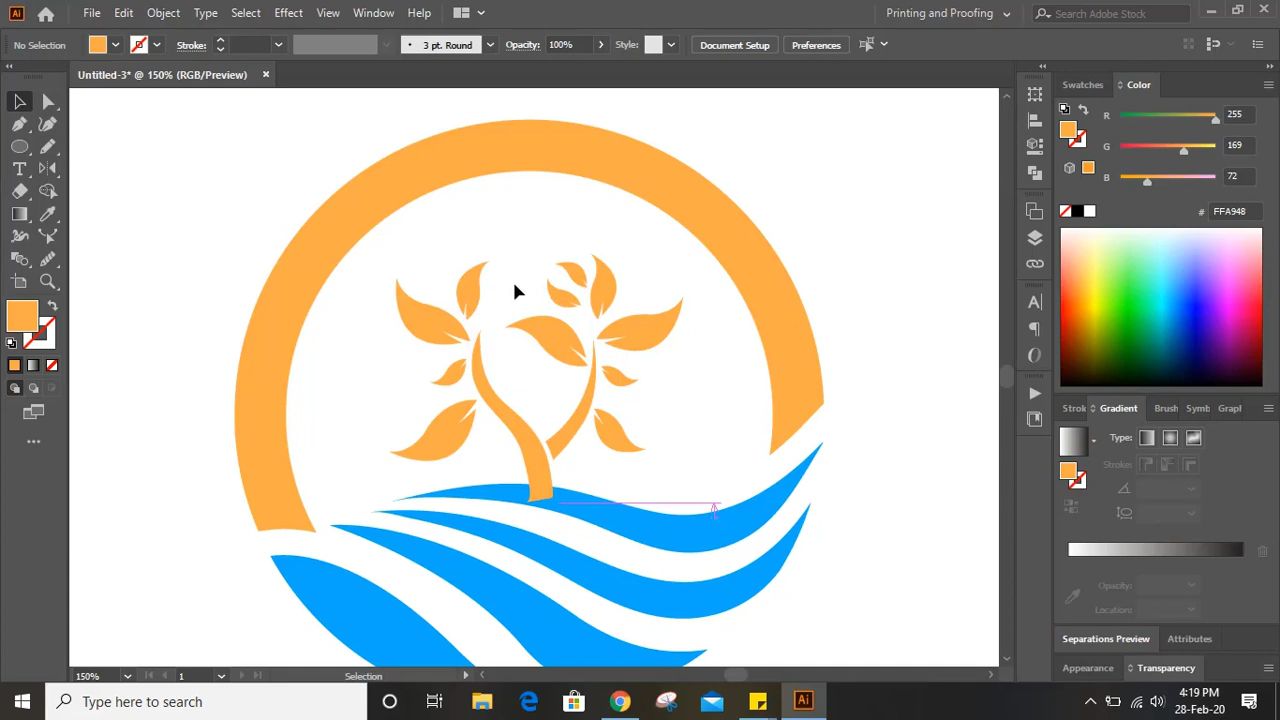 Ai File Edit Object Type Select Effect View Window Help Printing and Proofing Search Adobe Stock
No Selection Stroke: 3 pt. Round Opacity: 100% Style: Document Setup Preferences
Untitled-3* @ 150% (RGB/Preview)
Swatches Color
R 255
G 169
B 72
# FFA948
Strok Gradient Brush Symb Grapl
Type:
Stroke:
Opacity:
Location:
Separations Preview Attributes
Appearance Transparency
150% 1 Selection
Type here to search
Ai
4:19 PM
28-Feb-20